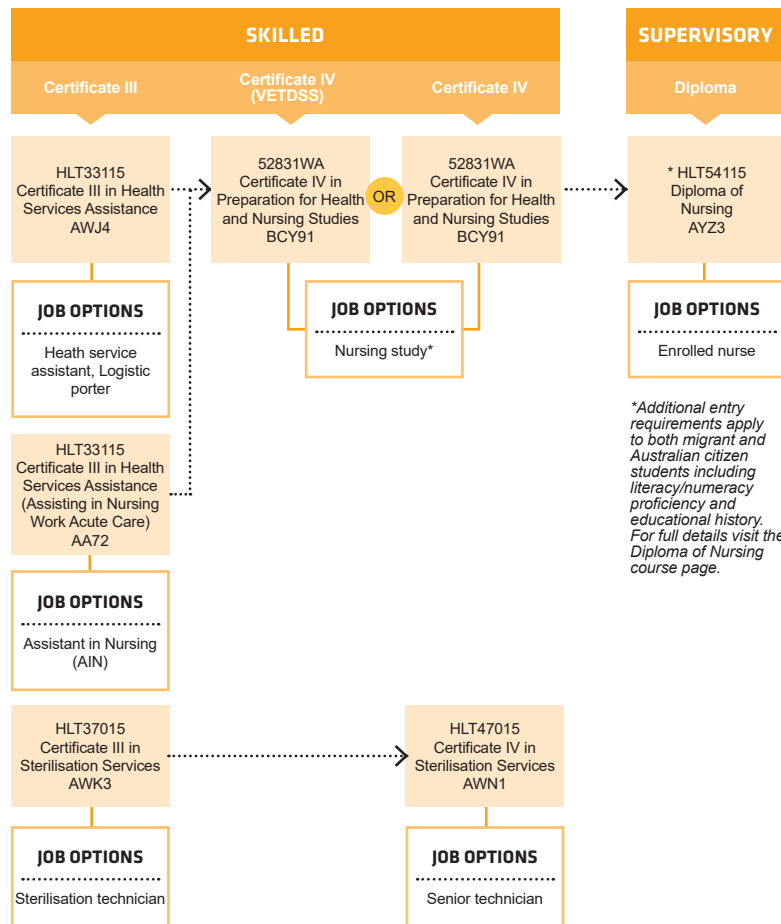 SKILLED
SUPERVISORY
Certificate III
Certificate IV
(VETDSS)
Certificate IV
Diploma
HLT33115
Certificate III in Health
Services Assistance
AWJ4
52831WA
Certificate IV in
Preparation for Health
and Nursing Studies
BCY91
OR
52831WA
Certificate IV in
Preparation for Health
and Nursing Studies
BCY91
* HLT54115
Diploma of
Nursing
AYZ3
JOB OPTIONS
Heath service
assistant, Logistic
porter
JOB OPTIONS
Nursing study*
JOB OPTIONS
Enrolled nurse
*Additional entry
requirements apply
to both migrant and
Australian citizen
students including
literacy/numeracy
proficiency and
educational history.
For full details visit the
Diploma of Nursing
course page.
HLT33115
Certificate III in Health
Services Assistance
(Assisting in Nursing
Work Acute Care)
AA72
JOB OPTIONS
Assistant in Nursing
(AIN)
HLT37015
Certificate III in
Sterilisation Services
AWK3
HLT47015
Certificate IV in
Sterilisation Services
AWN1
JOB OPTIONS
Sterilisation technician
JOB OPTIONS
Senior technician